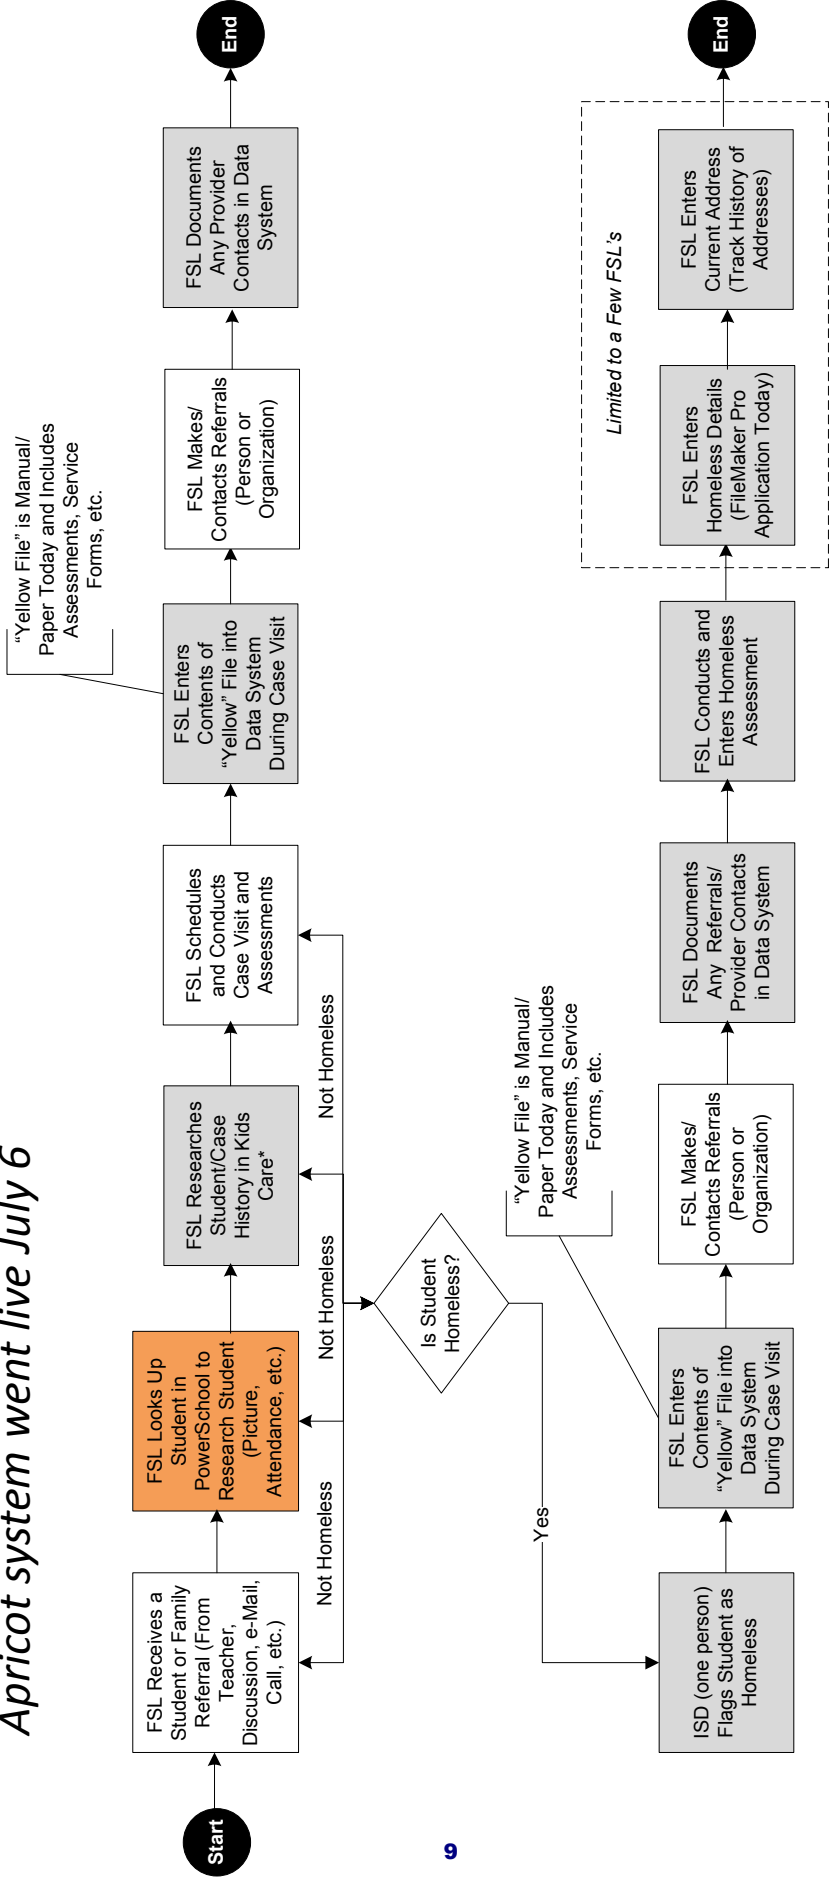 Apricot system went live July 6
“Yellow File” is Manual/
Paper Today and Includes
Assessments, Service
Forms, etc.
Start
FSL Receives a
Student or Family
Referral (From
Teacher,
Discussion, e-Mail,
Call, etc.)
FSL Looks Up
Student in
PowerSchool to
Research Student
(Picture,
Attendance, etc.)
FSL Researches
Student/Case
History in Kids
Care*
FSL Schedules
and Conducts
Case Visit and
Assessments
FSL Enters
Contents of
“Yellow” File into
Data System
During Case Visit
FSL Makes/
Contacts Referrals
(Person or
Organization)
FSL Documents
Any Provider
Contacts in Data
System
End
Not Homeless
Not Homeless
Not Homeless
Is Student
Homeless?
Yes
“Yellow File” is Manual/
Paper Today and Includes
Assessments, Service
Forms, etc.
Limited to a Few FSL’s
ISD (one person)
Flags Student as
Homeless
FSL Enters
Contents of
“Yellow” File into
Data System
During Case Visit
FSL Makes/
Contacts Referrals
(Person or
Organization)
FSL Documents
Any Referrals/
Provider Contacts
in Data System
FSL Conducts and
Enters Homeless
Assessment
FSL Enters
Homeless Details
(FileMaker Pro
Application Today)
FSL Enters
Current Address
(Track History of
Addresses)
End
9